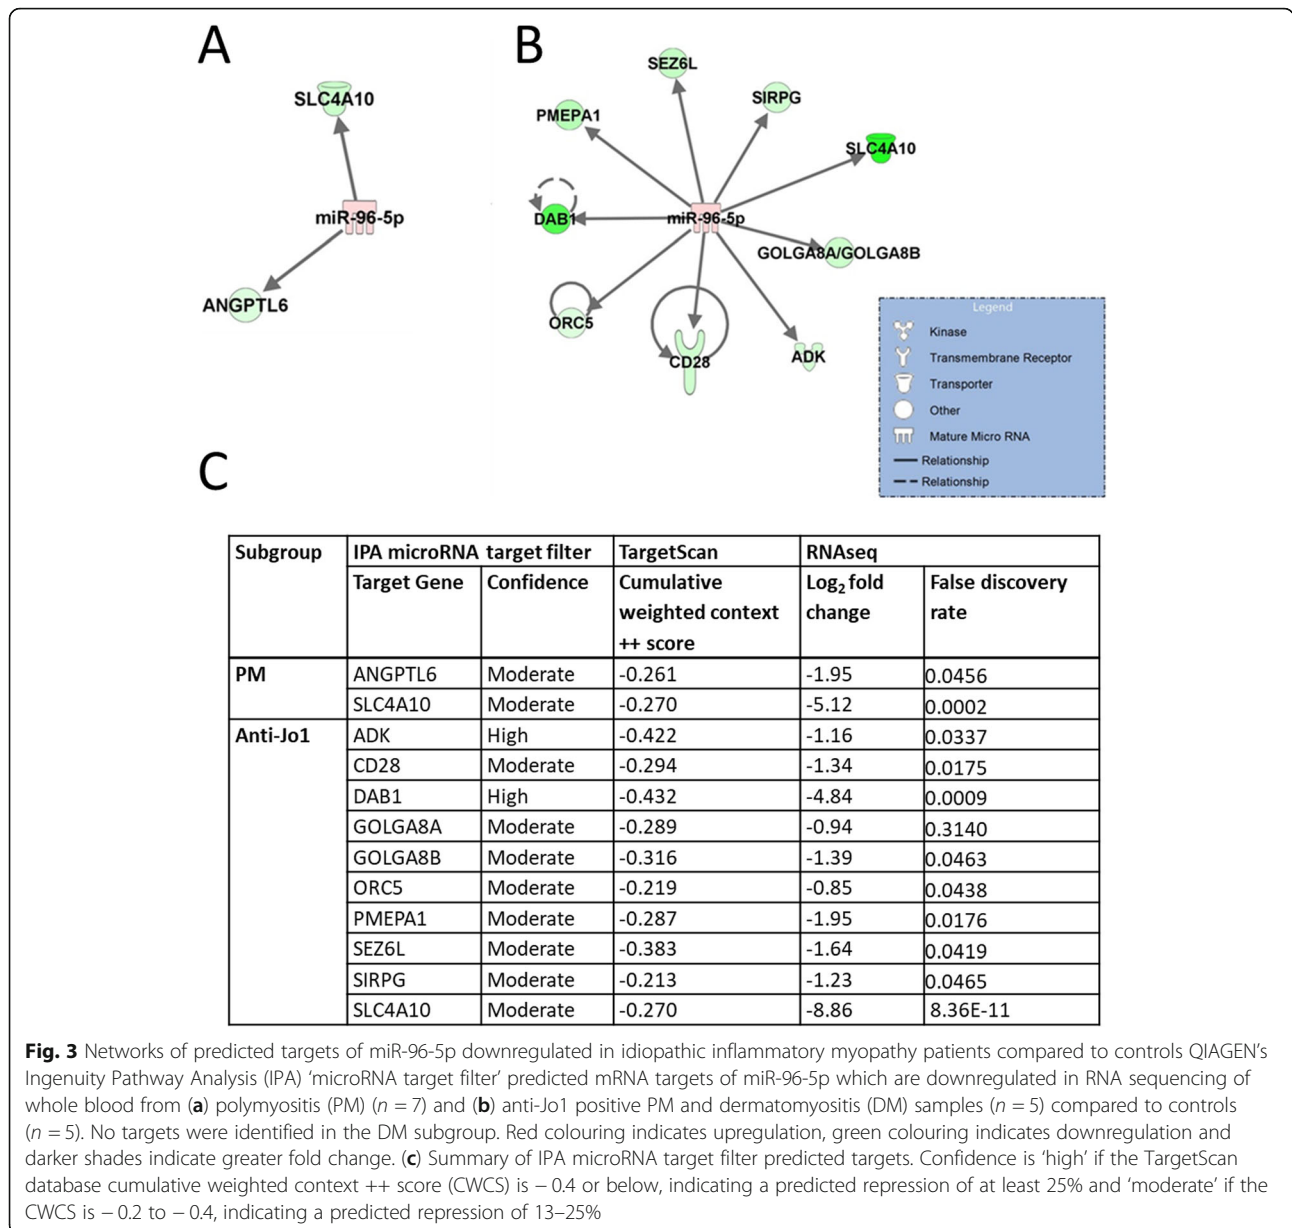 A
B
SLC4A10
miR-96-5p
ANGPTL6
SEZ6L
SIRPG
PMEPA1
SLC4A10
DAB1
miR-96-5p
GOLGA8A/GOLGA8B
ORC5
CD28
ADK
Legend
Kinase
Transmembrane Receptor
Transporter
Other
Mature Micro RNA
Relationship
Relationship
C
Subgroup IPA microRNA target filter TargetScan RNAseq
Target Gene Confidence Cumulative weighted context ++ score Log2 fold change False discovery rate
PM ANGPTL6 Moderate -0.261 -1.95 0.0456
SLC4A10 Moderate -0.270 -5.12 0.0002
Anti-Jo1 ADK High -0.422 -1.16 0.0337
CD28 Moderate -0.294 -1.34 0.0175
DAB1 High -0.432 -4.84 0.0009
GOLGA8A Moderate -0.289 -0.94 0.3140
GOLGA8B Moderate -0.316 -1.39 0.0463
ORC5 Moderate -0.219 -0.85 0.0438
PMEPA1 Moderate -0.287 -1.95 0.0176
SEZ6L Moderate -0.383 -1.64 0.0419
SIRPG Moderate -0.213 -1.23 0.0465
SLC4A10 Moderate -0.270 -8.86 8.36E-11
Fig. 3 Networks of predicted targets of miR-96-5p downregulated in idiopathic inflammatory myopathy patients compared to controls QIAGEN's
Ingenuity Pathway Analysis (IPA) 'microRNA target filter' predicted mRNA targets of miR-96-5p which are downregulated in RNA sequencing of
whole blood from (a) polymyositis (PM) (n = 7) and (b) anti-Jo1 positive PM and dermatomyositis (DM) samples (n = 5) compared to controls
(n = 5). No targets were identified in the DM subgroup. Red colouring indicates upregulation, green colouring indicates downregulation and
darker shades indicate greater fold change. (c) Summary of IPA microRNA target filter predicted targets. Confidence is 'high' if the TargetScan
database cumulative weighted context ++ score (CWCS) is − 0.4 or below, indicating a predicted repression of at least 25% and 'moderate' if the
CWCS is − 0.2 to − 0.4, indicating a predicted repression of 13–25%